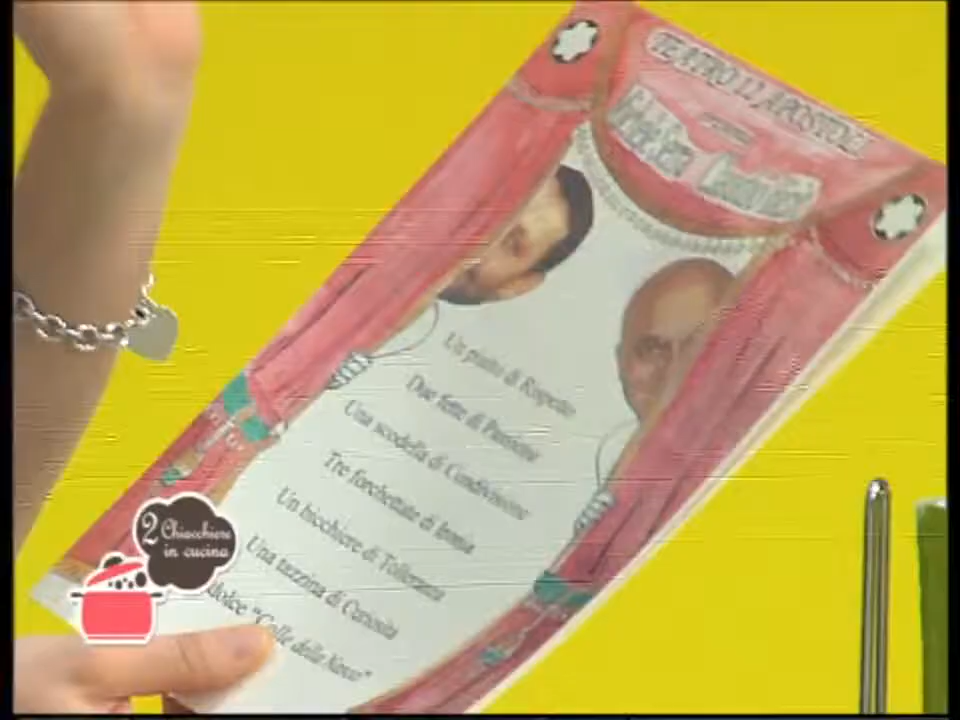 TEATRO 12 APOSTOLI
Un piatto di Rispetto
Due fette di Passione
Una scodella di Condivisione
Tre forchettate di Ironia
Un bicchiere di Tolleranza
Una tazzina di Curiosità
dolce "Colle della Noce"
2 Chiacchiere
in cucina